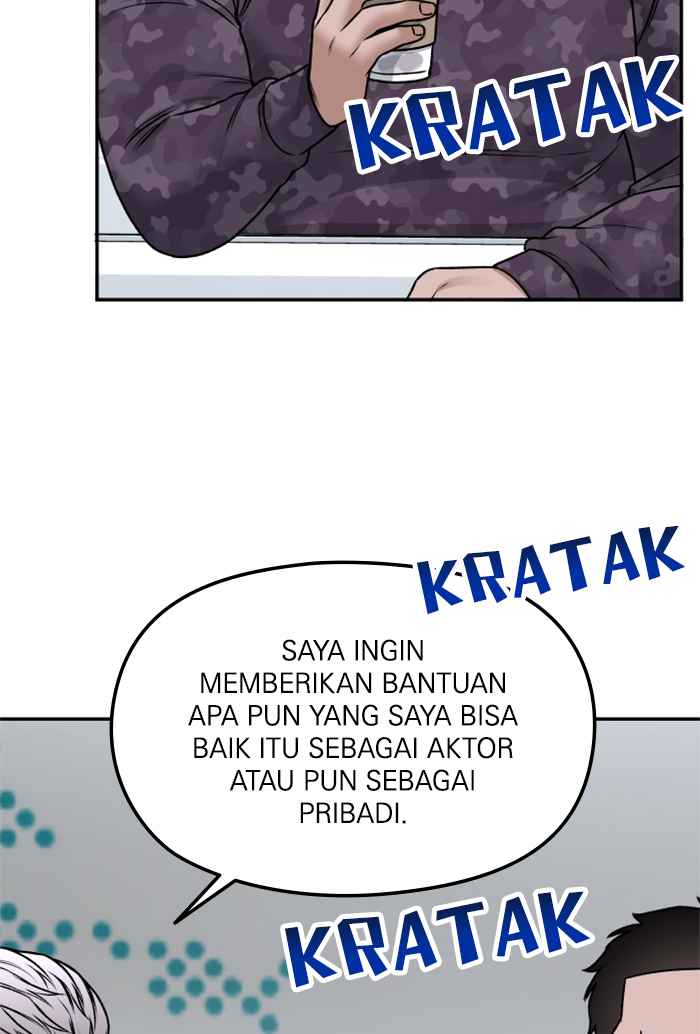 KRATAK
KRATAK
SAYA INGIN
MEMBERIKAN BANTUAN
APA PUN YANG SAYA BISA
BAIK ITU SEBAGAI AKTOR
ATAU PUN SEBAGAI
PRIBADI.
KRATAK